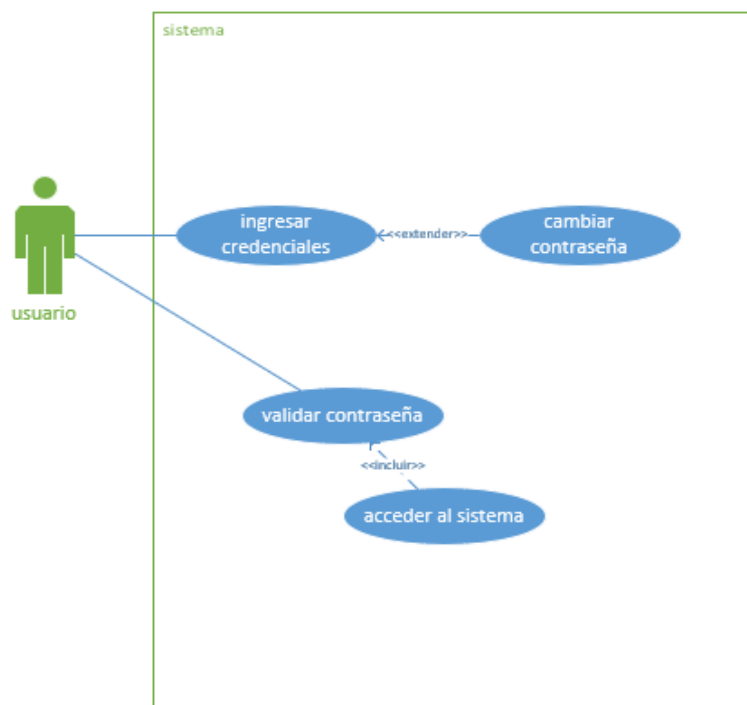 sistema
ingresar
credenciales
<<extender>>
cambiar
contraseña
usuario
validar contraseña
<<incluir>>
acceder al sistema